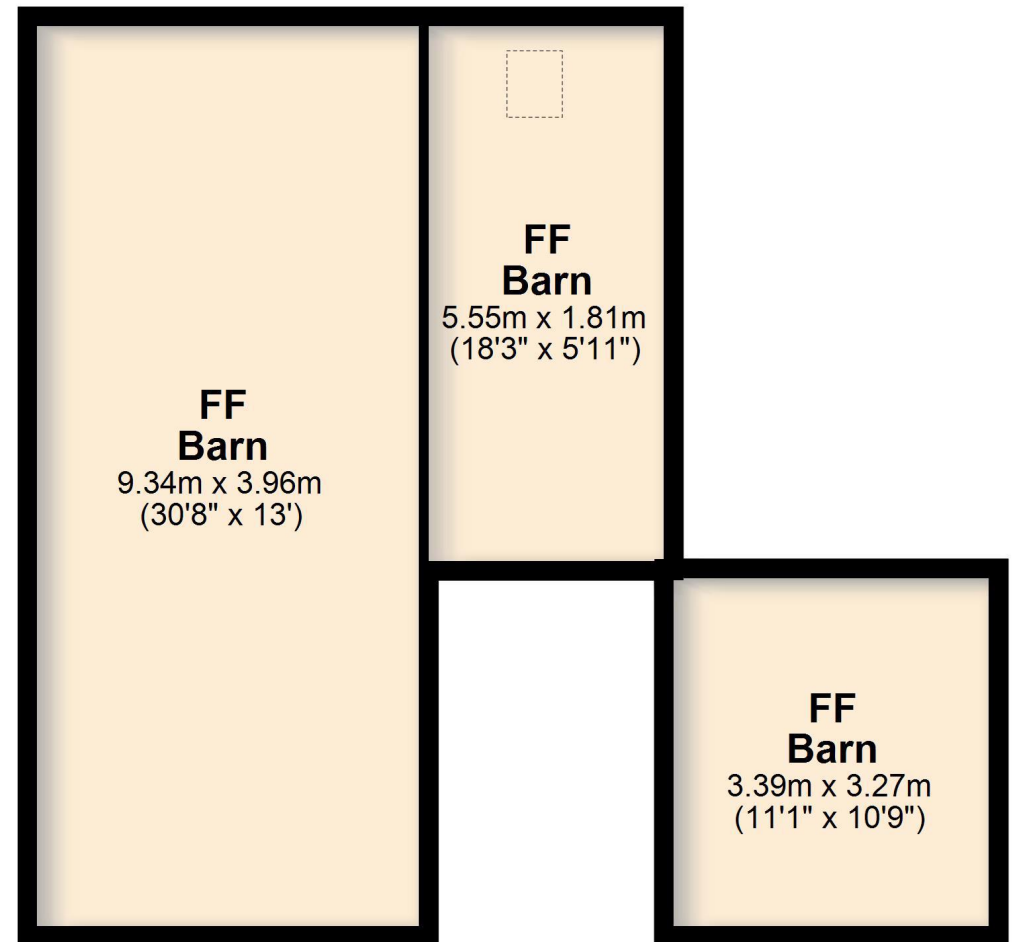 FF
Barn
9.34m x 3.96m
(30'8" x 13')
FF
Barn
5.55m x 1.81m
(18'3" x 5'11")
FF
Barn
3.39m x 3.27m
(11'1" x 10'9")